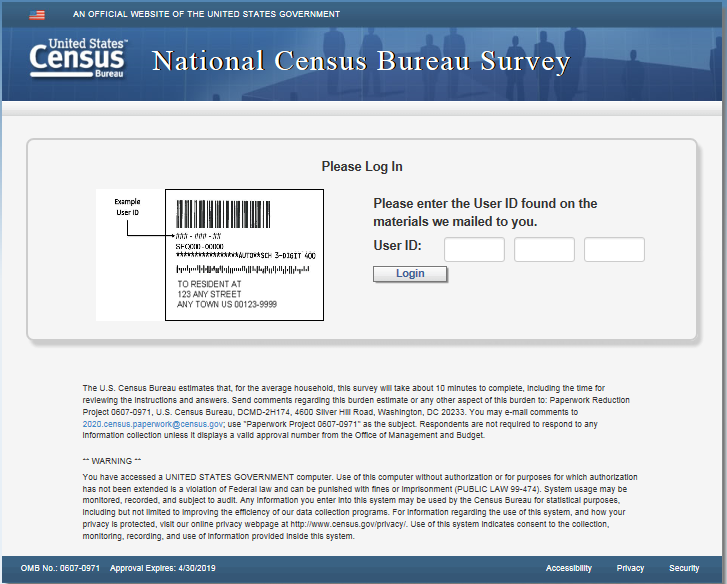 AN OFFICIAL WEBSITE OF THE UNITED STATES GOVERNMENT
United States™
Census
Bureau
National Census Bureau Survey
Please Log In
Example
User ID
### - ### - ##
SEQ000-00000
*****************AUTO**SCH 3-DIGIT 400
TO RESIDENT AT
123 ANY STREET
ANY TOWN US 00123-9999
Please enter the User ID found on the
materials we mailed to you.
User ID:
Login
The U.S. Census Bureau estimates that, for the average household, this survey will take about 10 minutes to complete, including the time for
reviewing the instructions and answers. Send comments regarding this burden estimate or any other aspect of this burden to: Paperwork Reduction
Project 0607-0971, U.S. Census Bureau, DCMD-2H174, 4600 Silver Hill Road, Washington, DC 20233. You may e-mail comments to
2020.census.paperwork@census.gov; use "Paperwork Project 0607-0971" as the subject. Respondents are not required to respond to any
information collection unless it displays a valid approval number from the Office of Management and Budget.
** WARNING **
You have accessed a UNITED STATES GOVERNMENT computer. Use of this computer without authorization or for purposes for which authorization
has not been extended is a violation of Federal law and can be punished with fines or imprisonment (PUBLIC LAW 99-474). System usage may be
monitored, recorded, and subject to audit. Any information you enter into this system may be used by the Census Bureau for statistical purposes,
including but not limited to improving the efficiency of our data collection programs. For information regarding the use of this system, and how your
privacy is protected, visit our online privacy webpage at http://www.census.gov/privacy/. Use of this system indicates consent to the collection,
monitoring, recording, and use of information provided inside this system.
OMB No.: 0607-0971 Approval Expires: 4/30/2019
Accessibility Privacy Security